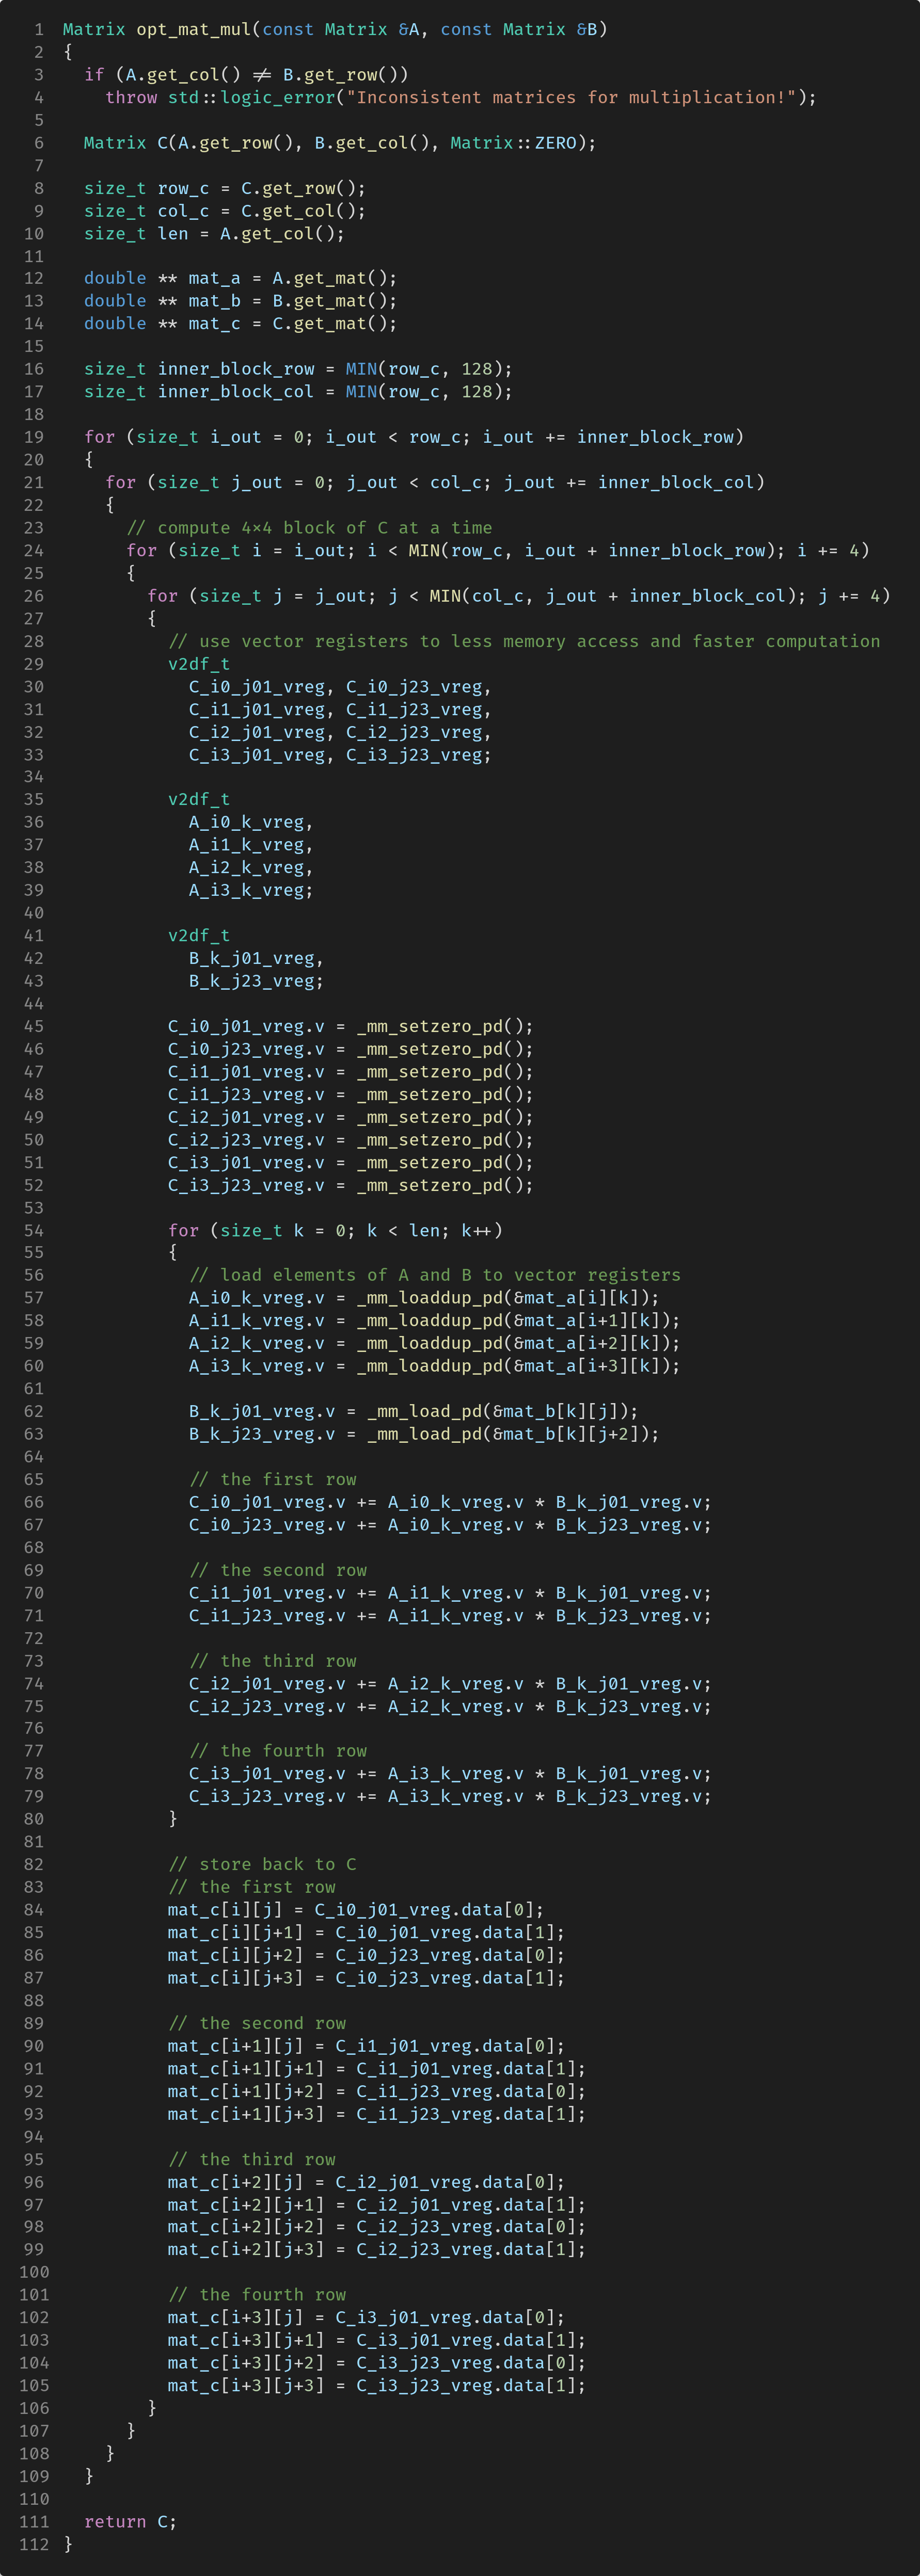 1 Matrix opt_mat_mul(const Matrix &A, const Matrix &B)
2 {
3   if (A.get_col() ≠ B.get_row())
4     throw std::logic_error("Inconsistent matrices for multiplication!");
5
6   Matrix C(A.get_row(), B.get_col(), Matrix::ZERO);
7
8   size_t row_c = C.get_row();
9   size_t col_c = C.get_col();
10   size_t len = A.get_col();
11
12   double ** mat_a = A.get_mat();
13   double ** mat_b = B.get_mat();
14   double ** mat_c = C.get_mat();
15
16   size_t inner_block_row = MIN(row_c, 128);
17   size_t inner_block_col = MIN(row_c, 128);
18
19   for (size_t i_out = 0; i_out < row_c; i_out += inner_block_row)
20   {
21     for (size_t j_out = 0; j_out < col_c; j_out += inner_block_col)
22     {
23       // compute 4×4 block of C at a time
24       for (size_t i = i_out; i < MIN(row_c, i_out + inner_block_row); i += 4)
25       {
26         for (size_t j = j_out; j < MIN(col_c, j_out + inner_block_col); j += 4)
27         {
28           // use vector registers to less memory access and faster computation
29           v2df_t
30             C_i0_j01_vreg, C_i0_j23_vreg,
31             C_i1_j01_vreg, C_i1_j23_vreg,
32             C_i2_j01_vreg, C_i2_j23_vreg,
33             C_i3_j01_vreg, C_i3_j23_vreg;
34
35           v2df_t
36             A_i0_k_vreg,
37             A_i1_k_vreg,
38             A_i2_k_vreg,
39             A_i3_k_vreg;
40
41           v2df_t
42             B_k_j01_vreg,
43             B_k_j23_vreg;
44
45           C_i0_j01_vreg.v = _mm_setzero_pd();
46           C_i0_j23_vreg.v = _mm_setzero_pd();
47           C_i1_j01_vreg.v = _mm_setzero_pd();
48           C_i1_j23_vreg.v = _mm_setzero_pd();
49           C_i2_j01_vreg.v = _mm_setzero_pd();
50           C_i2_j23_vreg.v = _mm_setzero_pd();
51           C_i3_j01_vreg.v = _mm_setzero_pd();
52           C_i3_j23_vreg.v = _mm_setzero_pd();
53
54           for (size_t k = 0; k < len; k++)
55           {
56             // load elements of A and B to vector registers
57             A_i0_k_vreg.v = _mm_loaddup_pd(&mat_a[i][k]);
58             A_i1_k_vreg.v = _mm_loaddup_pd(&mat_a[i+1][k]);
59             A_i2_k_vreg.v = _mm_loaddup_pd(&mat_a[i+2][k]);
60             A_i3_k_vreg.v = _mm_loaddup_pd(&mat_a[i+3][k]);
61
62             B_k_j01_vreg.v = _mm_load_pd(&mat_b[k][j]);
63             B_k_j23_vreg.v = _mm_load_pd(&mat_b[k][j+2]);
64
65             // the first row
66             C_i0_j01_vreg.v += A_i0_k_vreg.v * B_k_j01_vreg.v;
67             C_i0_j23_vreg.v += A_i0_k_vreg.v * B_k_j23_vreg.v;
68
69             // the second row
70             C_i1_j01_vreg.v += A_i1_k_vreg.v * B_k_j01_vreg.v;
71             C_i1_j23_vreg.v += A_i1_k_vreg.v * B_k_j23_vreg.v;
72
73             // the third row
74             C_i2_j01_vreg.v += A_i2_k_vreg.v * B_k_j01_vreg.v;
75             C_i2_j23_vreg.v += A_i2_k_vreg.v * B_k_j23_vreg.v;
76
77             // the fourth row
78             C_i3_j01_vreg.v += A_i3_k_vreg.v * B_k_j01_vreg.v;
79             C_i3_j23_vreg.v += A_i3_k_vreg.v * B_k_j23_vreg.v;
80           }
81
82           // store back to C
83           // the first row
84           mat_c[i][j] = C_i0_j01_vreg.data[0];
85           mat_c[i][j+1] = C_i0_j01_vreg.data[1];
86           mat_c[i][j+2] = C_i0_j23_vreg.data[0];
87           mat_c[i][j+3] = C_i0_j23_vreg.data[1];
88
89           // the second row
90           mat_c[i+1][j] = C_i1_j01_vreg.data[0];
91           mat_c[i+1][j+1] = C_i1_j01_vreg.data[1];
92           mat_c[i+1][j+2] = C_i1_j23_vreg.data[0];
93           mat_c[i+1][j+3] = C_i1_j23_vreg.data[1];
94
95           // the third row
96           mat_c[i+2][j] = C_i2_j01_vreg.data[0];
97           mat_c[i+2][j+1] = C_i2_j01_vreg.data[1];
98           mat_c[i+2][j+2] = C_i2_j23_vreg.data[0];
99           mat_c[i+2][j+3] = C_i2_j23_vreg.data[1];
100
101           // the fourth row
102           mat_c[i+3][j] = C_i3_j01_vreg.data[0];
103           mat_c[i+3][j+1] = C_i3_j01_vreg.data[1];
104           mat_c[i+3][j+2] = C_i3_j23_vreg.data[0];
105           mat_c[i+3][j+3] = C_i3_j23_vreg.data[1];
106         }
107       }
108     }
109   }
110
111   return C;
112 }